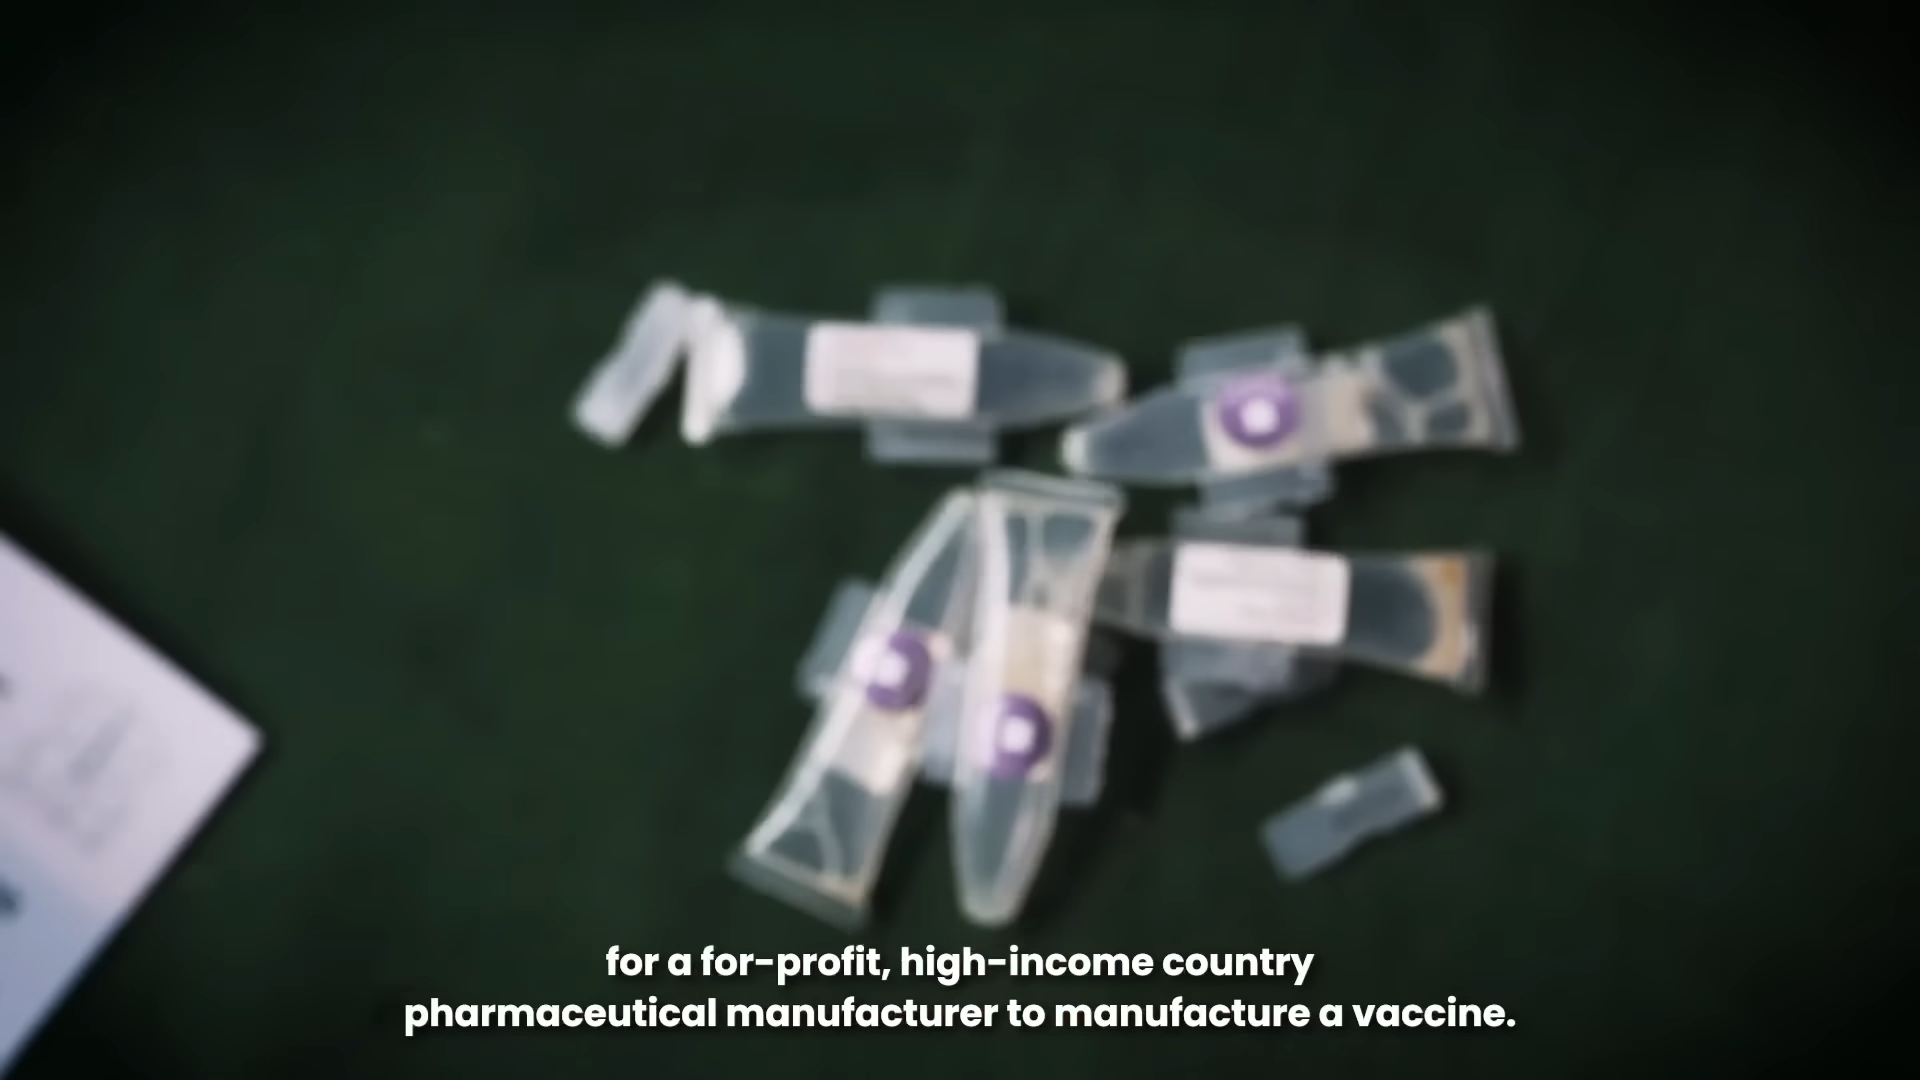 for a for-profit, high-income country
pharmaceutical manufacturer to manufacture a vaccine.